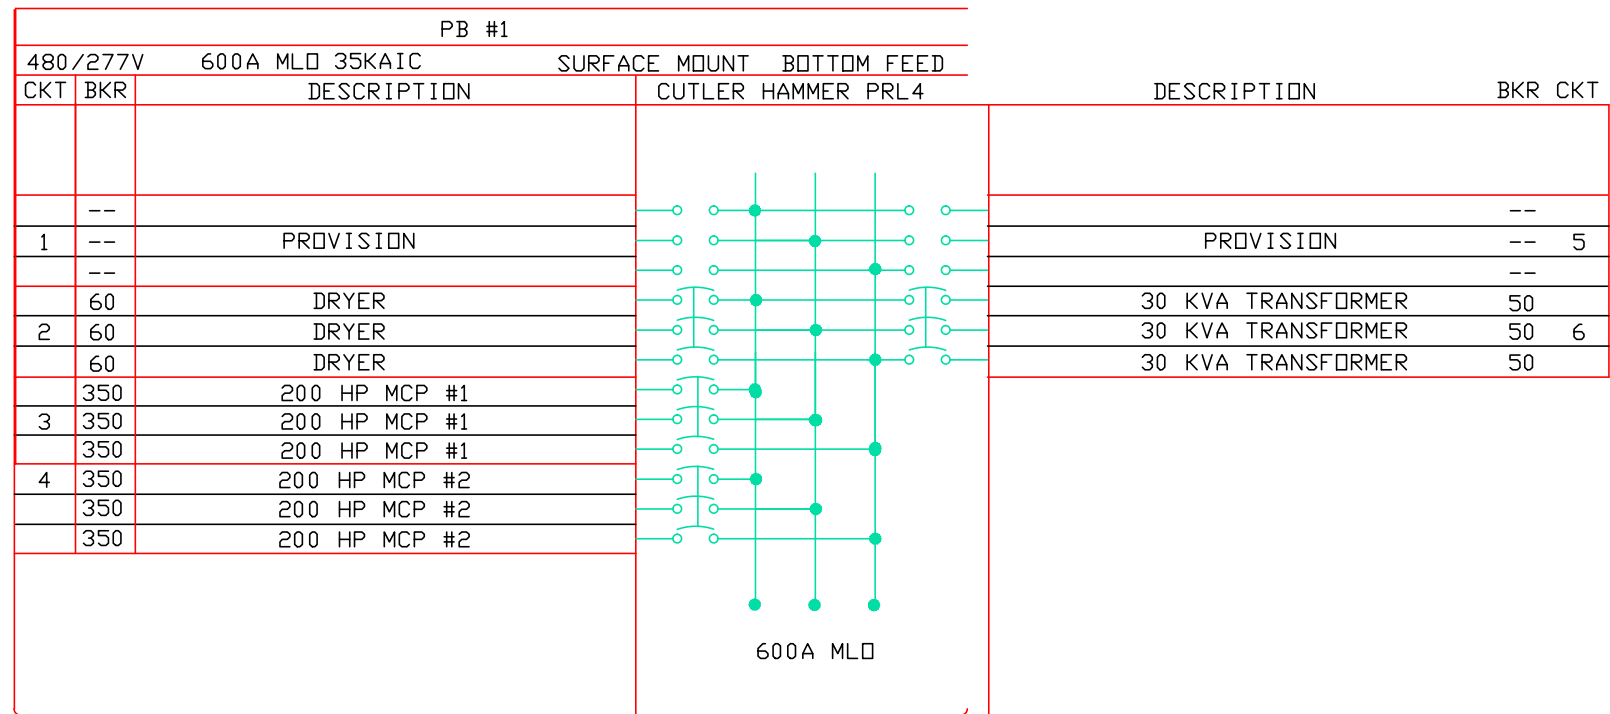 PB #1
480/277V 600A MLO 35KAIC SURFACE MOUNT BOTTOM FEED
CKT BKR DESCRIPTION CUTLER HAMMER PRL4 DESCRIPTION BKR CKT
-- --
1 -- PROVISION PROVISION -- 5
-- --
60 DRYER 30 KVA TRANSFORMER 50
2 60 DRYER 30 KVA TRANSFORMER 50 6
60 DRYER 30 KVA TRANSFORMER 50
350 200 HP MCP #1
3 350 200 HP MCP #1
350 200 HP MCP #1
4 350 200 HP MCP #2
350 200 HP MCP #2
350 200 HP MCP #2
600A MLO